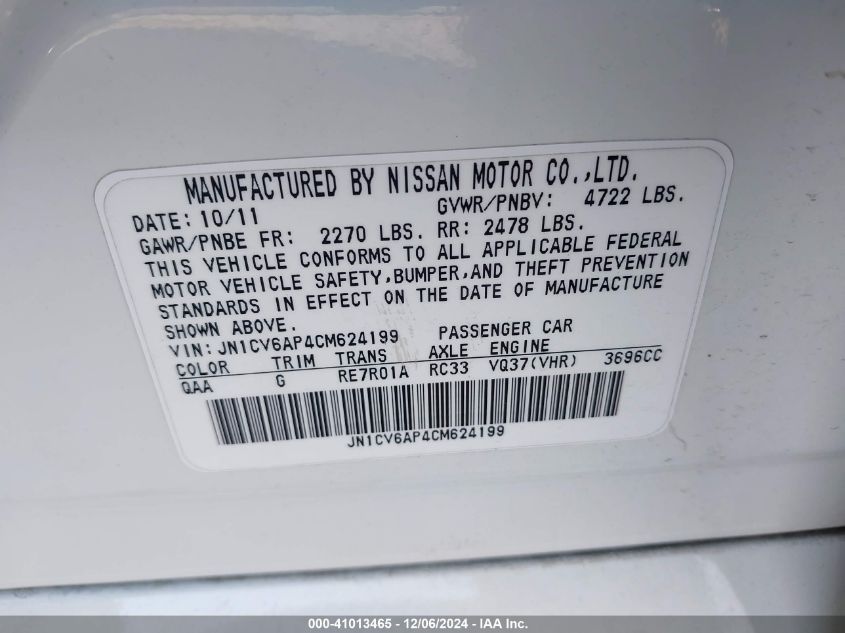 MANUFACTURED BY NISSAN MOTOR CO.,LTD.
DATE: 10/11 GVWR/PNBV: 4722 LBS.
GAWR/PNBE FR: 2270 LBS. RR: 2478 LBS.
THIS VEHICLE CONFORMS TO ALL APPLICABLE FEDERAL
MOTOR VEHICLE SAFETY,BUMPER,AND THEFT PREVENTION
STANDARDS IN EFFECT ON THE DATE OF MANUFACTURE
SHOWN ABOVE.
VIN: JN1CV6AP4CM624199 PASSENGER CAR
COLOR TRIM TRANS AXLE ENGINE
QAA G RE7R01A RC33 VQ37(VHR) 3696CC
JN1CV6AP4CM624199
000-41013465 - 12/06/2024 - IAA Inc.